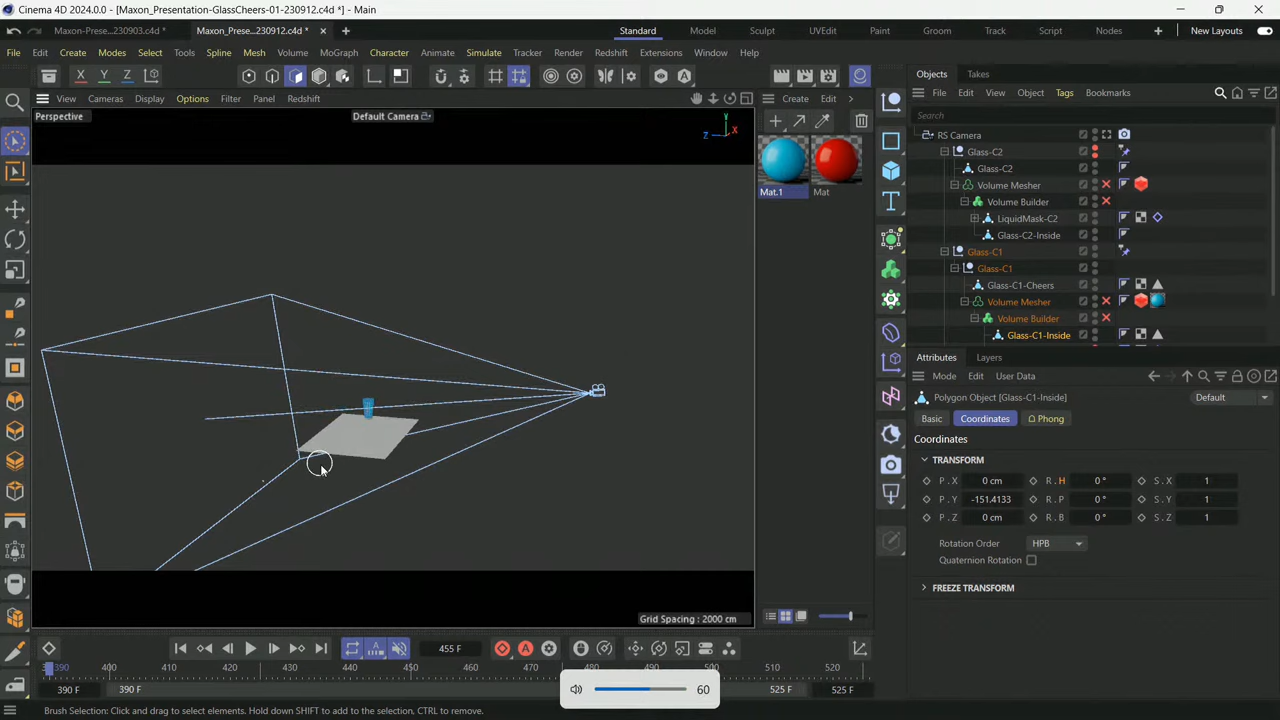 Cinema 4D 2024.0.0 - [Maxon_Presentation-GlassCheers-01-230912.c4d *] - Main
Maxon-Prese...230903.c4d *
Maxon_Prese...230912.c4d *
Standard
Model
Sculpt
UVEdit
Paint
Groom
Track
Script
Nodes
New Layouts
File
Edit
Create
Modes
Select
Tools
Spline
Mesh
Volume
MoGraph
Character
Animate
Simulate
Tracker
Render
Redshift
Extensions
Window
Help
X
Y
Z
Objects
Takes
View
Cameras
Display
Options
Filter
Panel
Redshift
Create
Edit
File
Edit
View
Object
Tags
Bookmarks
Perspective
Default Camera
Y
Z
X
Search
RS Camera
Glass-C2
Glass-C2
Volume Mesher
Volume Builder
LiquidMask-C2
Glass-C2-Inside
Glass-C1
Glass-C1
Glass-C1-Cheers
Volume Mesher
Volume Builder
Glass-C1-Inside
Mat.1
Mat
Attributes
Layers
Mode
Edit
User Data
Polygon Object [Glass-C1-Inside]
Default
Basic
Coordinates
Phong
Coordinates
TRANSFORM
P . X
0 cm
R . H
0 °
S . X
1
P . Y
-151.4133
R . P
0 °
S . Y
1
P . Z
0 cm
R . B
0 °
S . Z
1
Rotation Order
HPB
Quaternion Rotation
FREEZE TRANSFORM
Grid Spacing : 2000 cm
455 F
390
400
410
420
430
440
450
460
470
480
490
500
510
520
390 F
390 F
525 F
525 F
60
Brush Selection: Click and drag to select elements. Hold down SHIFT to add to the selection, CTRL to remove.